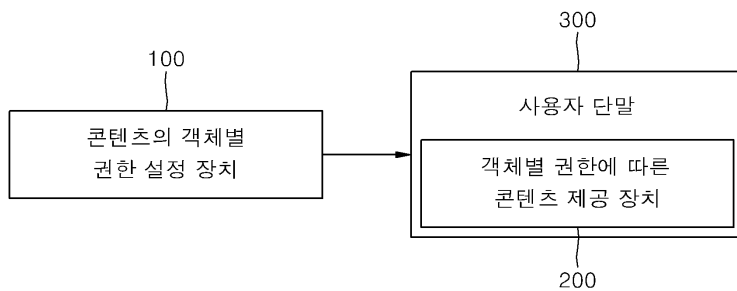 100
콘텐츠의 객체별
권한 설정 장치
300
사용자 단말
객체별 권한에 따른
콘텐츠 제공 장치
200